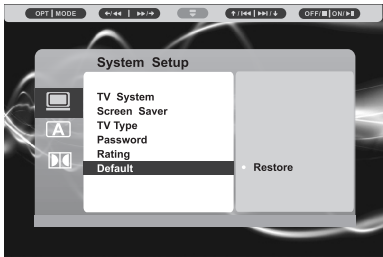 OPT | MODE ←/◀◀ | ▶▶/→ ↑/I◀◀ | ▶▶I/↓ OFF/■ | ON/▶II
System Setup
TV System
Screen Saver
TV Type
Password
Rating
Default
Restore
A